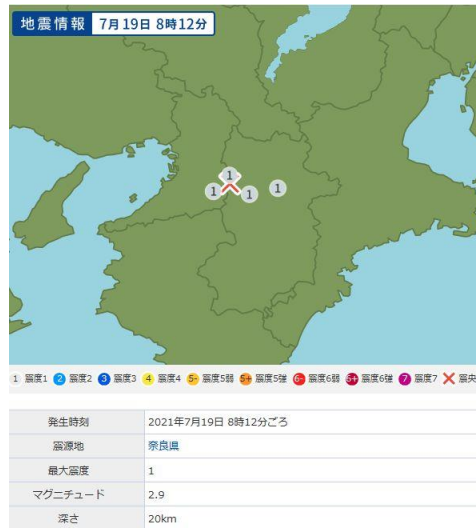 地震情報 7月19日 8時12分
1
1
1
1
1 震度1 2 震度2 3 震度3 4 震度4 5- 震度5弱 5+ 震度5強 6- 震度6弱 6+ 震度6強 7 震度7 震央
発生時刻 2021年7月19日 8時12分ごろ
震源地 奈良県
最大震度 1
マグニチュード 2.9
深さ 20km